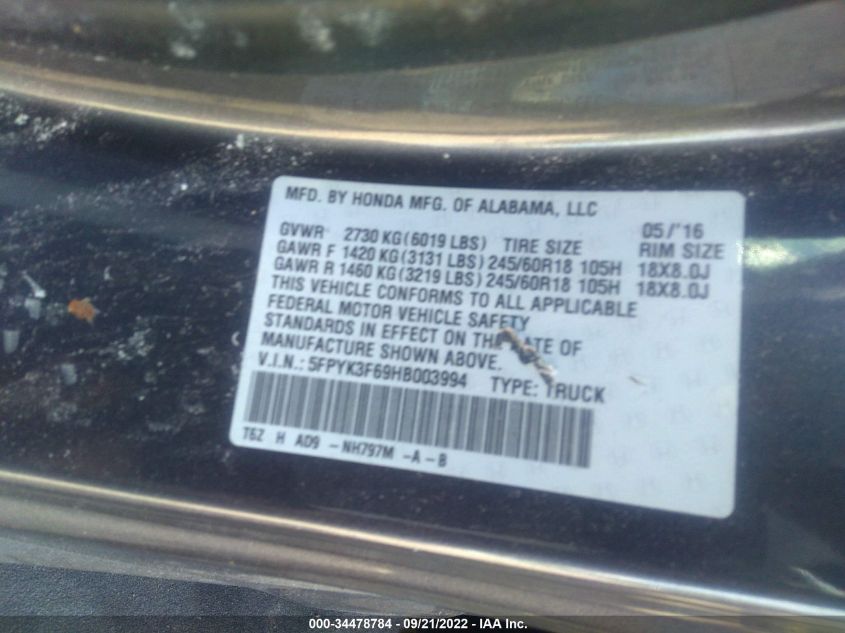 MFD. BY HONDA MFG. OF ALABAMA, LLC 05/'16
GVWR 2730 KG (6019 LBS) TIRE SIZE RIM SIZE
GAWR F 1420 KG (3131 LBS) 245/60R18 105H 18X8.0J
GAWR R 1460 KG (3219 LBS) 245/60R18 105H 18X8.0J
THIS VEHICLE CONFORMS TO ALL APPLICABLE
FEDERAL MOTOR VEHICLE SAFETY
STANDARDS IN EFFECT ON THE DATE OF
MANUFACTURE SHOWN ABOVE.
V.I.N.: 5FPYK3F69HB003994 TYPE: TRUCK
T6Z H AD9 -NH797M -A-B
000-34478784 - 09/21/2022 - IAA Inc.